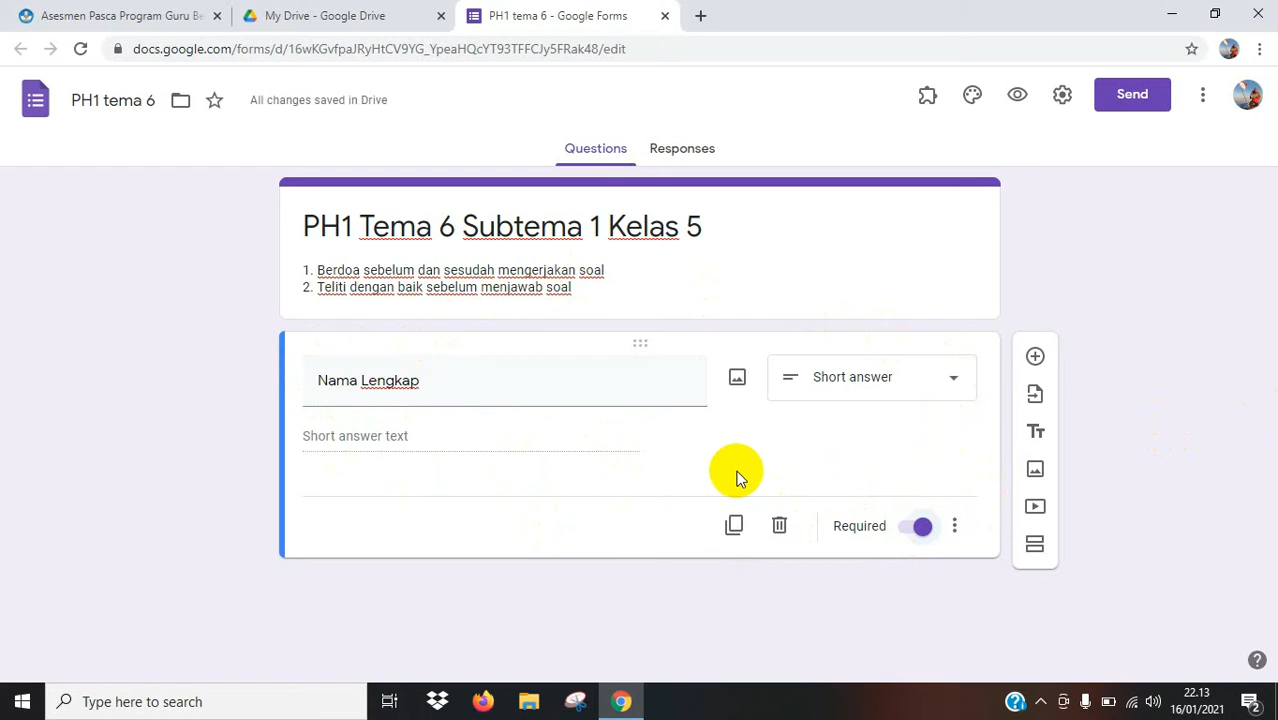 Asesmen Pasca Program Guru Be
My Drive - Google Drive
PH1 tema 6 - Google Forms
docs.google.com/forms/d/16wKGvfpaJRyHtCV9YG_YpeaHQcYT93TFFCJy5FRak48/edit
PH1 tema 6
All changes saved in Drive
Send
Questions
Responses
PH1 Tema 6 Subtema 1 Kelas 5
1. Berdoa sebelum dan sesudah mengerjakan soal
2. Teliti dengan baik sebelum menjawab soal
Nama Lengkap
Short answer
Short answer text
Required
Type here to search
22.13
16/01/2021
2